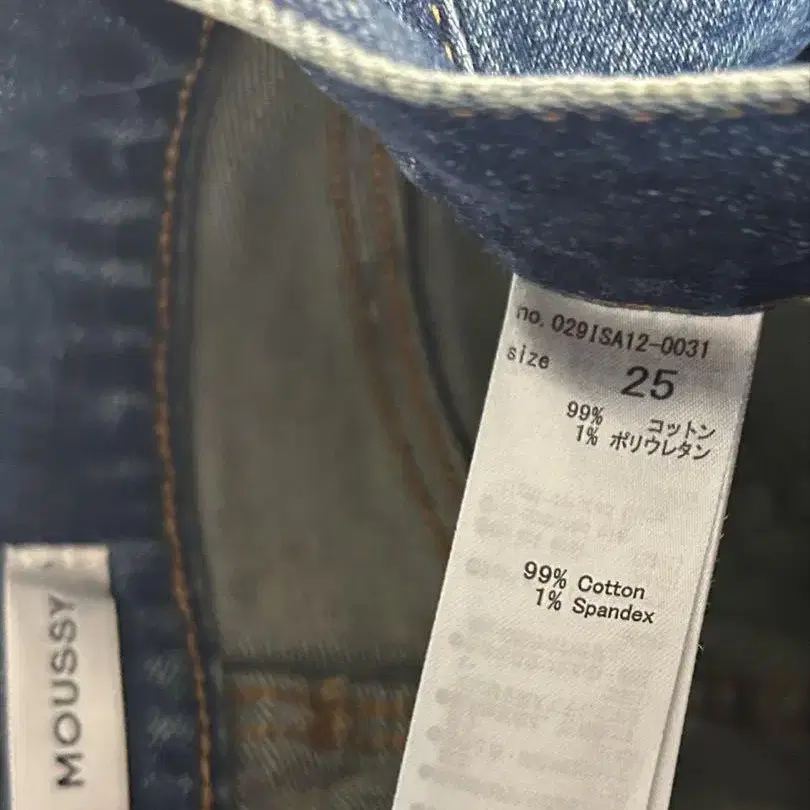 no. 029ISA12-0031
size 25
99% コットン
1% ポリウレタン
99% Cotton
1% Spandex
MOUSSY